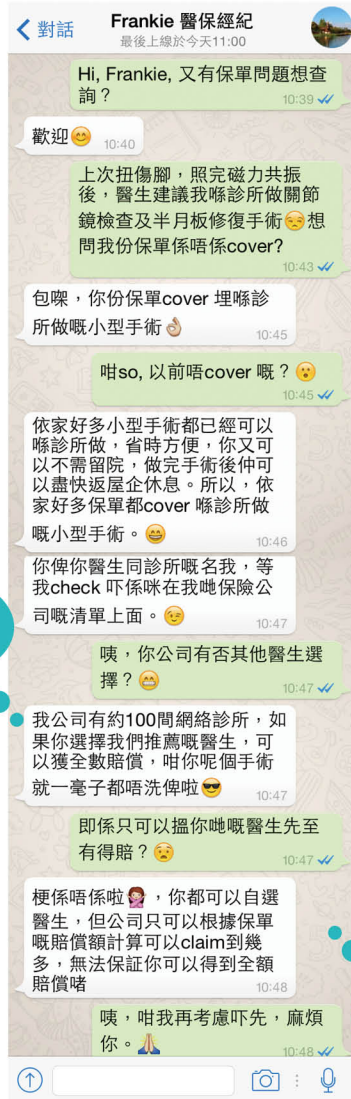 對話
Frankie 醫保經紀
最後上線於今天11:00
Hi, Frankie, 又有保單問題想查
詢？
10:39
歡迎😊 10:40
上次扭傷腳，照完磁力共振
後，醫生建議我喺診所做關節
鏡檢查及半月板修復手術😒想
問我份保單係唔係cover?
10:43
包㗎，你份保單cover 埋喺診
所做嘅小型手術👌
10:45
咁so, 以前唔cover 嘅？😮
10:45
依家好多小型手術都已經可以
喺診所做，省時方便，你又可
以不需留院，做完手術後仲可
以盡快返屋企休息。所以，依
家好多保單都cover 喺診所做
嘅小型手術。😄
10:46
你俾你醫生同診所嘅名我，等
我check 吓係咪在我哋保險公
司嘅清單上面。😉
10:47
咦，你公司有否其他醫生選
擇？😁
10:47
我公司有約100間網絡診所，如
果你選擇我們推薦嘅醫生，可
以獲全數賠償，咁你呢個手術
就一毫子都唔洗俾啦😎
10:47
即係只可以搵你哋嘅醫生先至
有得賠？😧
10:47
梗係唔係啦🙅，你都可以自選
醫生，但公司只可以根據保單
嘅賠償額計算可以claim到幾
多，無法保証你可以得到全額
賠償啫
10:48
咦，咁我再考慮吓先，麻煩
你。🙏
10:48